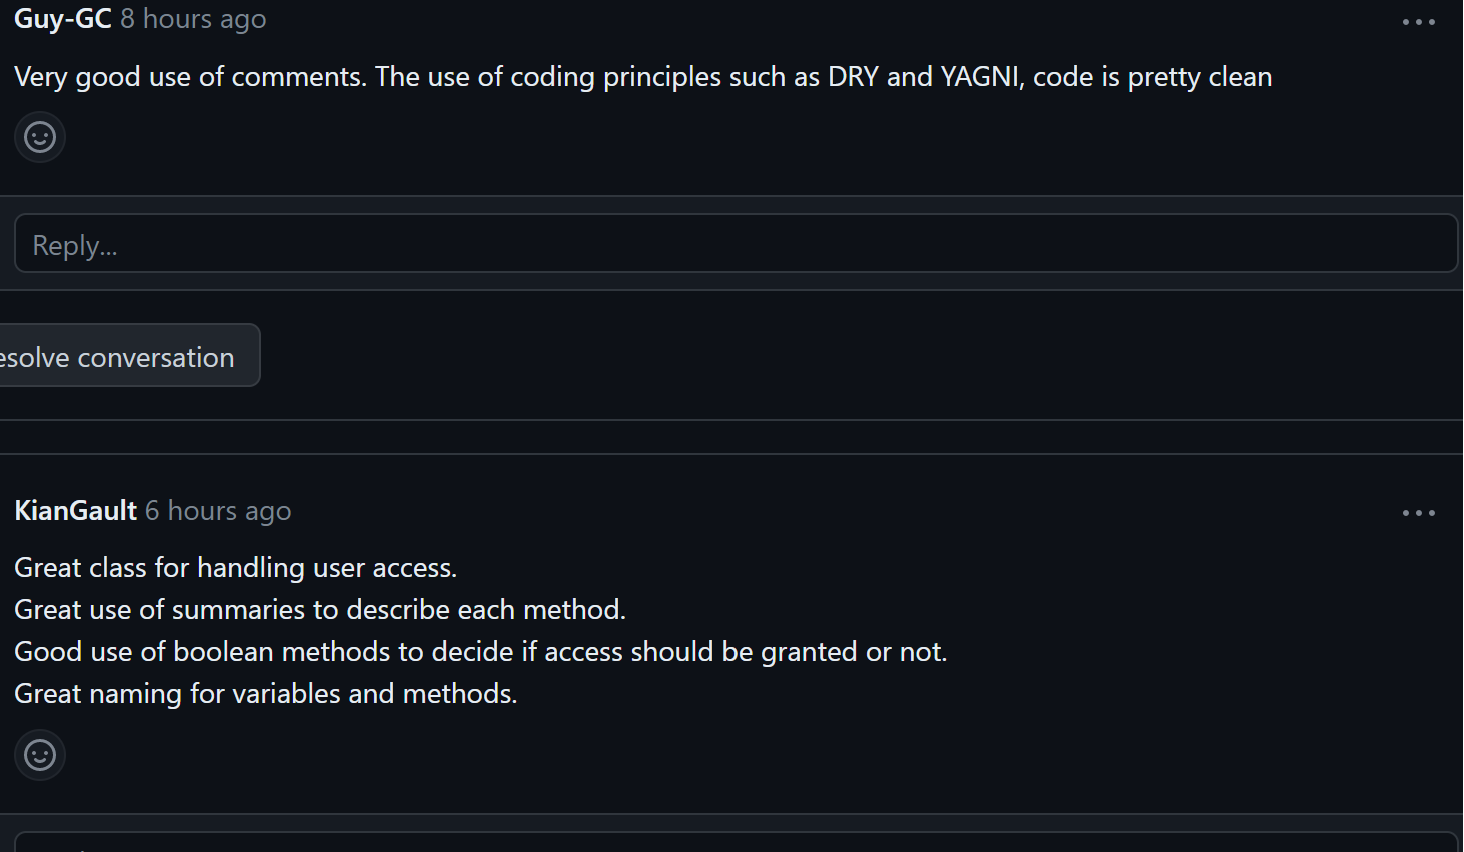 Guy-GC 8 hours ago
Very good use of comments. The use of coding principles such as DRY and YAGNI, code is pretty clean
Reply...
esolve conversation
KianGault 6 hours ago
Great class for handling user access.
Great use of summaries to describe each method.
Good use of boolean methods to decide if access should be granted or not.
Great naming for variables and methods.